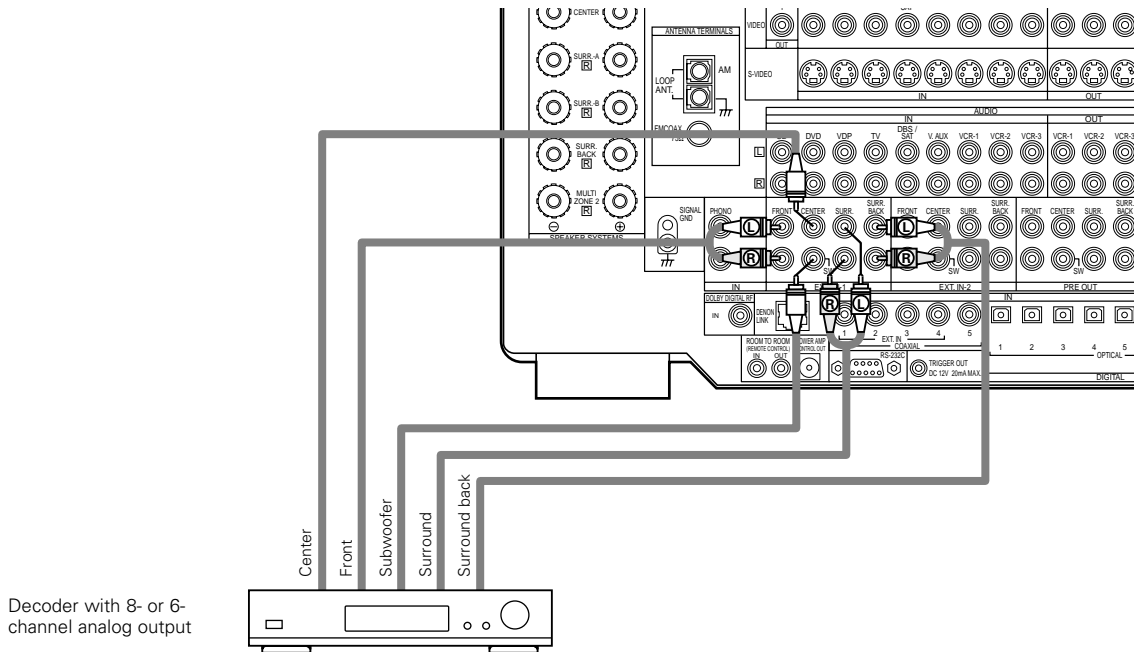 CENTER
SURR.-A
R
SURR.-B
R
SURR.
BACK
R
MULTI
ZONE 2
R
SPEAKER SYSTEMS
ANTENNA TERMINALS
LOOP
ANT.
AM
SIGNAL
GND
VIDEO
OUT
S-VIDEO
IN
OUT
AUDIO
IN
OUT
DVD
VDP
TV
DBS /
SAT
V. AUX
VCR-1
VCR-2
VCR-3
VCR-1
VCR-2
VCR-3
L
R
PHONO
FRONT
CENTER
SURR.
SURR.
BACK
FRONT
CENTER
SURR.
SURR.
BACK
FRONT
CENTER
SURR.
SURR.
BACK
L
L
R
R
SW
SW
SW
IN
EXT. IN-2
PRE OUT
DOLBY DIGITAL RF
IN
DENON
LINK
R
L
IN
1
2
3
4
5
EXT. IN
COAXIAL
1
2
3
4
5
OPTICAL
ROOM TO ROOM
(REMOTE CONTROL)
IN
OUT
POWER AMP
CONTROL OUT
RS-232C
TRIGGER OUT
DC 12V 20mA MAX.
DIGITAL
Center
Front
Subwoofer
Surround
Surround back
Decoder with 8- or 6-
channel analog output